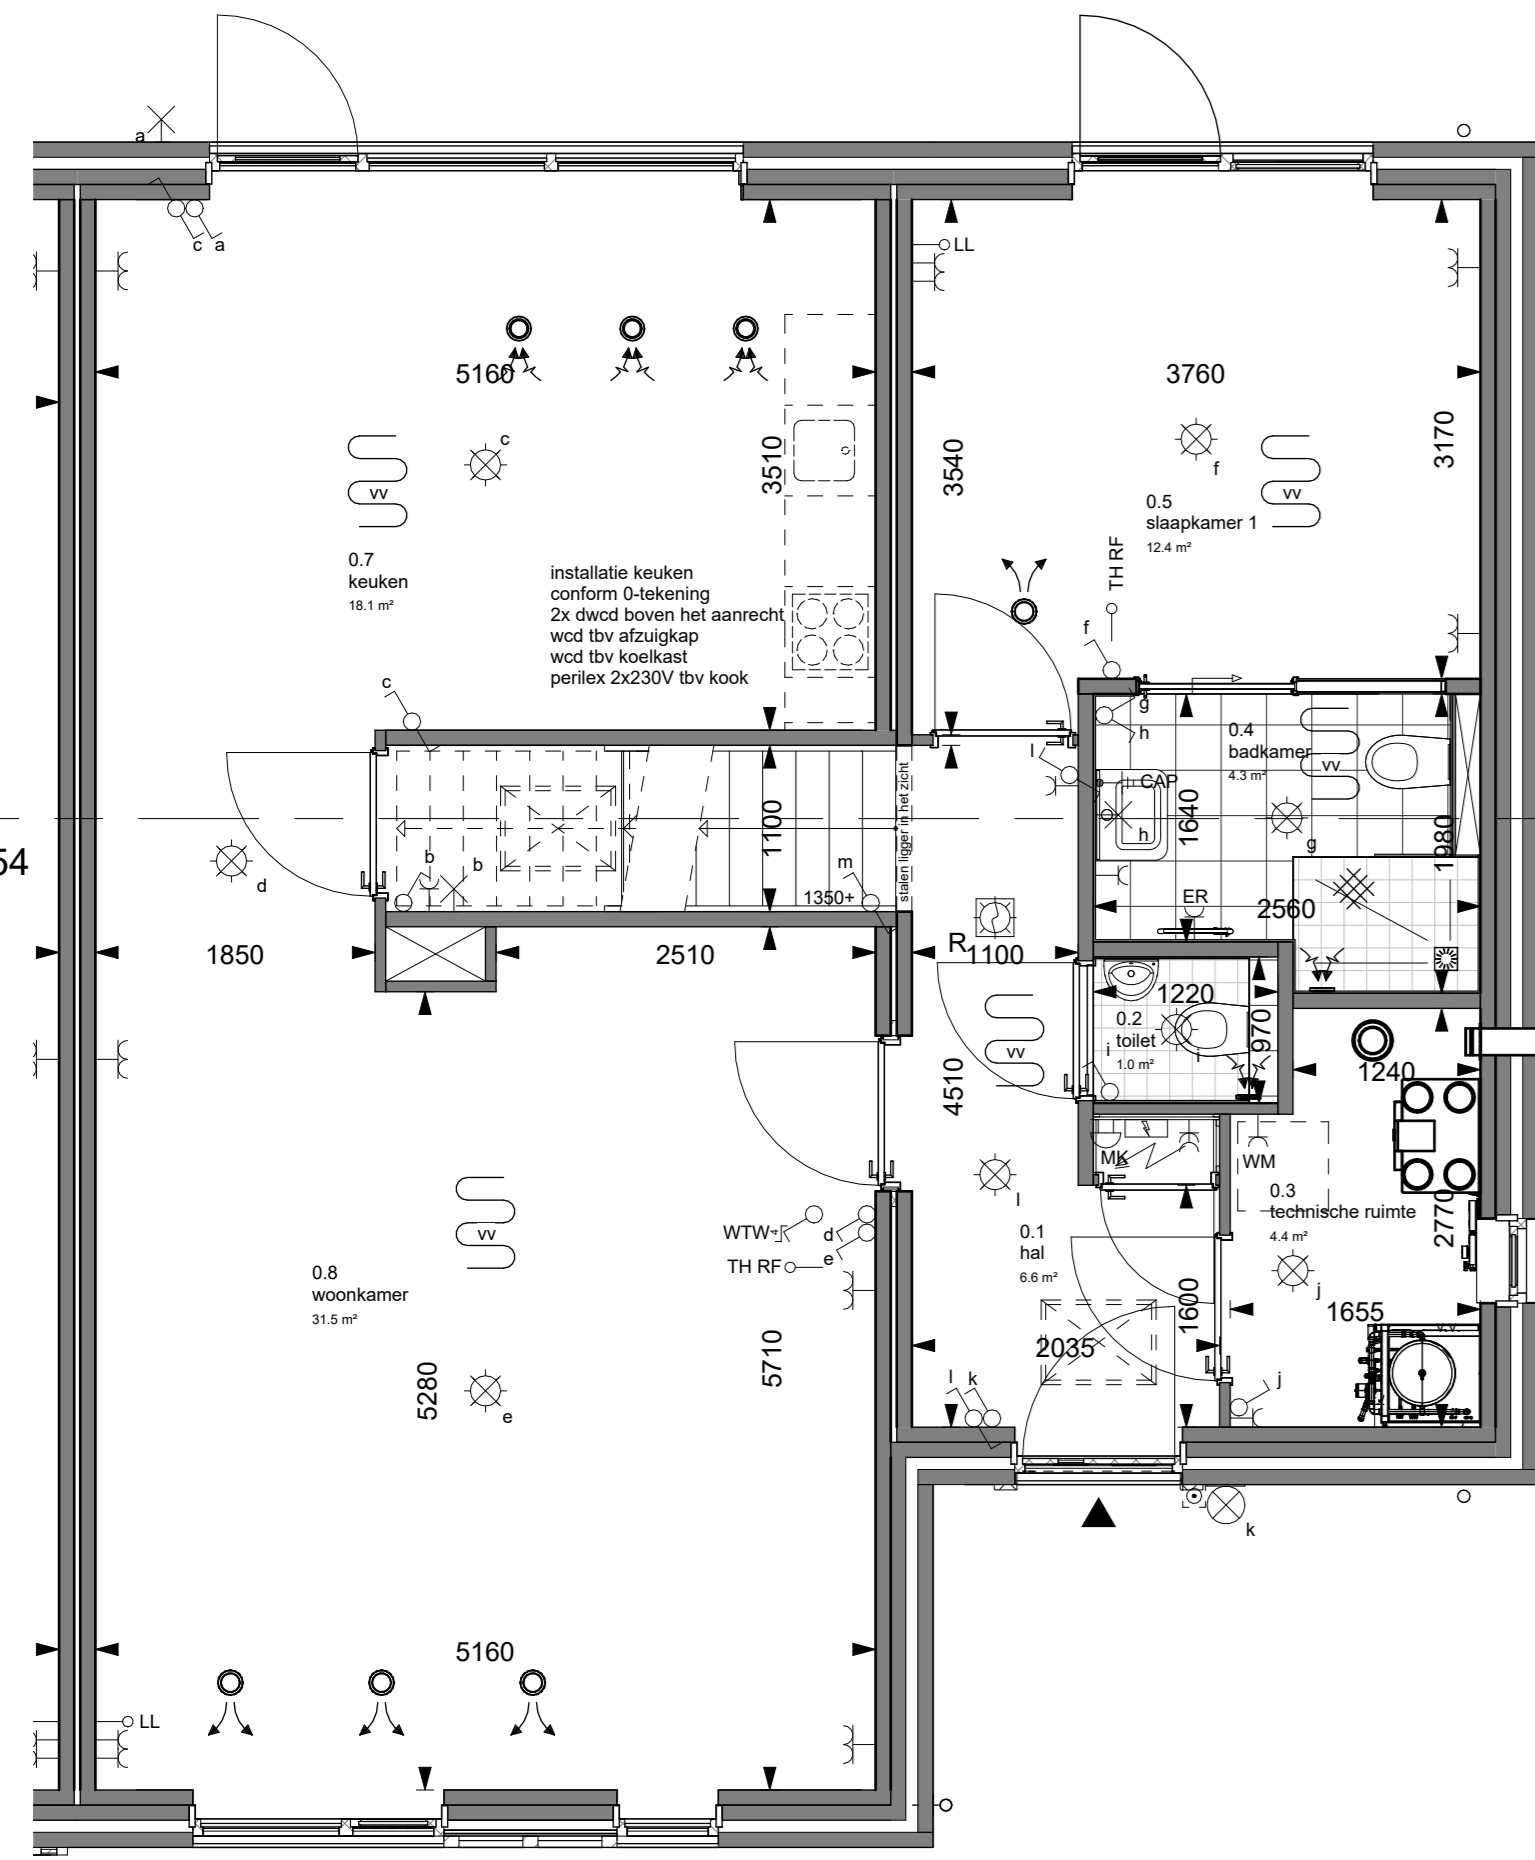 a
c a
LL
5160
3760
c
3510
3540
3170
f
vv
vv
0.5
slaapkamer 1
12.4 m²
TH RF
0.7
keuken
18.1 m²
installatie keuken
conform 0-tekening
2x dwcd boven het aanrecht
wcd tbv afzuigkap
wcd tbv koelkast
perilex 2x230V tbv kook
f
c
g
h
0.4
badkamer
4.3 m²
vv
l
CAP
stalen ligger in het zicht
1100
1640
h
g
1980
54
b
b
d
m
1350+
ER
2560
1850
2510
R
1100
1220
0.2
toilet
1.0 m²
i
i
970
vv
4510
1240
MK
WM
0.3
technische ruimte
4.4 m²
2770
l
vv
WTW
4
d
e
TH RF
0.1
hal
6.6 m²
0.8
woonkamer
31.5 m²
j
1600
1655
2035
5710
5280
e
l k
j
k
5160
LL